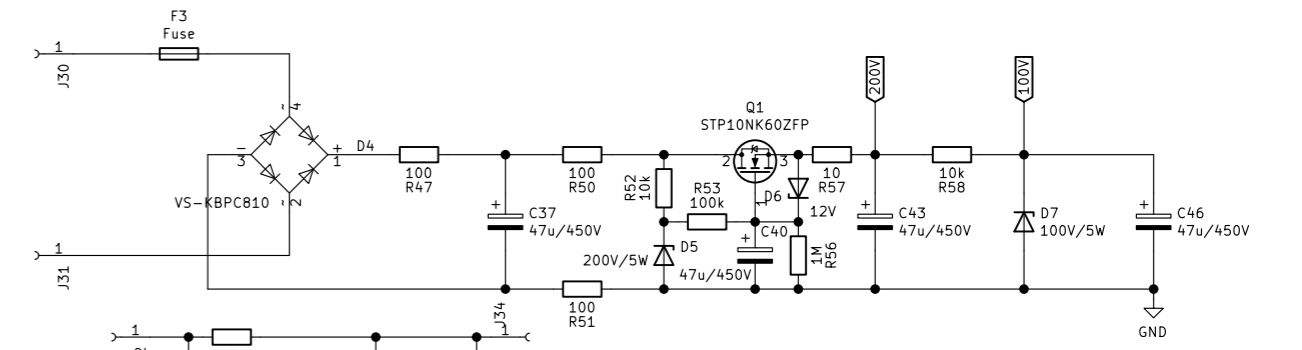 F3
Fuse
1
J30
~
4
D4
−
3
+
1
VS-KBPC810
~
2
1
J31
100
R47
C37
+
47u/450V
100
R50
100
R51
R52
10k
R53
100k
D5
200V/5W
Q1
STP10NK60ZFP
2
3
1
D6
12V
C40
+
47u/450V
1M
R56
10
R57
200V
C43
+
47u/450V
10k
R58
100V
D7
100V/5W
C46
+
47u/450V
GND
1
J34
1